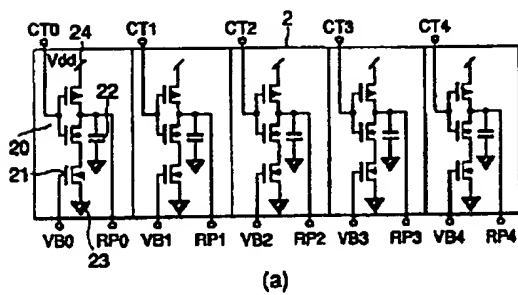 CT0 24 CT1 CT2 2 CT3 CT4
Vdd
22
20
21
VB0 RP0 VB1 RP1 VB2 RP2 VB3 RP3 VB4 RP4
23
(a)